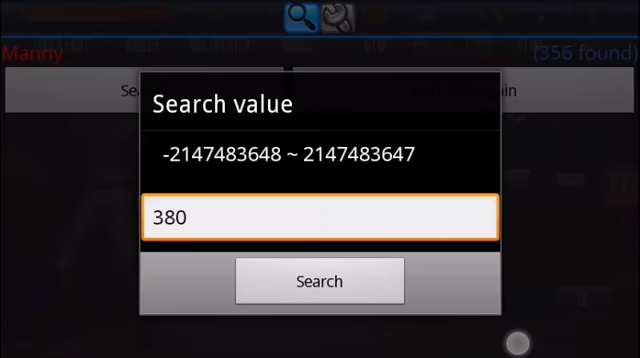 Manny
(356 found)
Search value
-2147483648 ~ 2147483647
380
Search